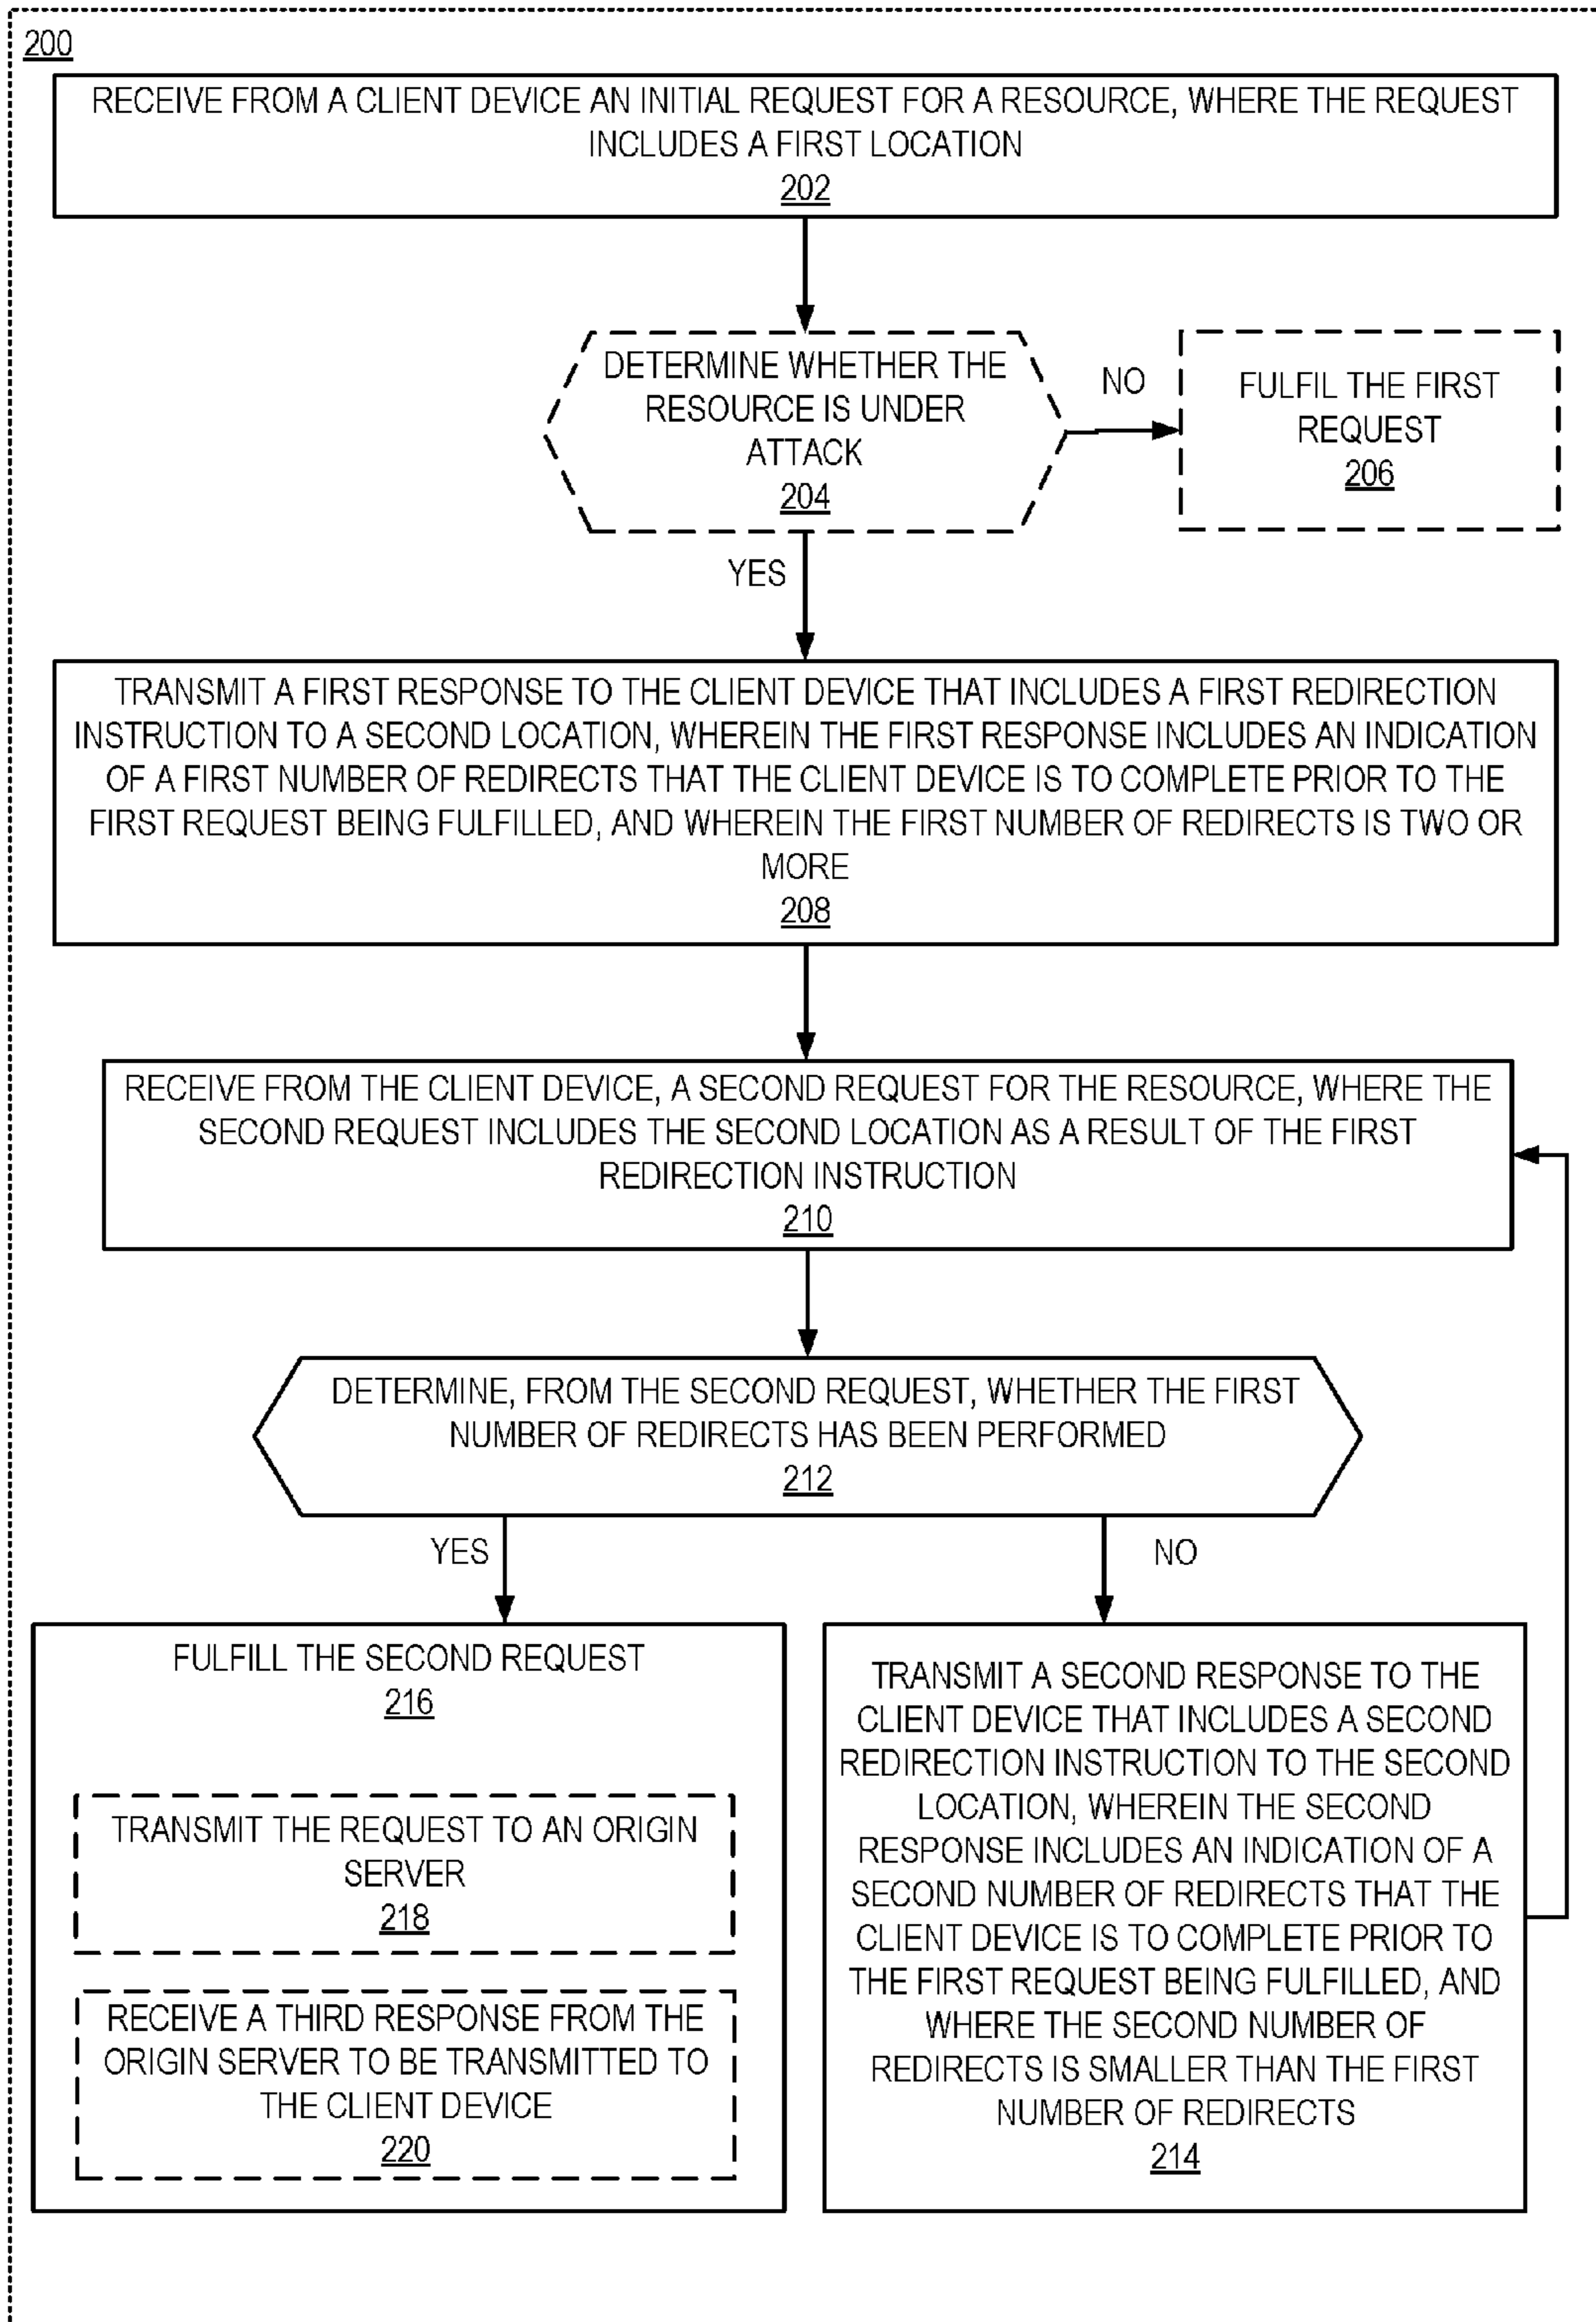 200
RECEIVE FROM A CLIENT DEVICE AN INITIAL REQUEST FOR A RESOURCE, WHERE THE REQUEST
INCLUDES A FIRST LOCATION
202
DETERMINE WHETHER THE
RESOURCE IS UNDER
ATTACK
204
NO
FULFIL THE FIRST
REQUEST
206
YES
TRANSMIT A FIRST RESPONSE TO THE CLIENT DEVICE THAT INCLUDES A FIRST REDIRECTION
INSTRUCTION TO A SECOND LOCATION, WHEREIN THE FIRST RESPONSE INCLUDES AN INDICATION
OF A FIRST NUMBER OF REDIRECTS THAT THE CLIENT DEVICE IS TO COMPLETE PRIOR TO THE
FIRST REQUEST BEING FULFILLED, AND WHEREIN THE FIRST NUMBER OF REDIRECTS IS TWO OR
MORE
208
RECEIVE FROM THE CLIENT DEVICE, A SECOND REQUEST FOR THE RESOURCE, WHERE THE
SECOND REQUEST INCLUDES THE SECOND LOCATION AS A RESULT OF THE FIRST
REDIRECTION INSTRUCTION
210
DETERMINE, FROM THE SECOND REQUEST, WHETHER THE FIRST
NUMBER OF REDIRECTS HAS BEEN PERFORMED
212
YES
NO
FULFILL THE SECOND REQUEST
216
TRANSMIT THE REQUEST TO AN ORIGIN
SERVER
218
RECEIVE A THIRD RESPONSE FROM THE
ORIGIN SERVER TO BE TRANSMITTED TO
THE CLIENT DEVICE
220
TRANSMIT A SECOND RESPONSE TO THE
CLIENT DEVICE THAT INCLUDES A SECOND
REDIRECTION INSTRUCTION TO THE SECOND
LOCATION, WHEREIN THE SECOND
RESPONSE INCLUDES AN INDICATION OF A
SECOND NUMBER OF REDIRECTS THAT THE
CLIENT DEVICE IS TO COMPLETE PRIOR TO
THE FIRST REQUEST BEING FULFILLED, AND
WHERE THE SECOND NUMBER OF
REDIRECTS IS SMALLER THAN THE FIRST
NUMBER OF REDIRECTS
214